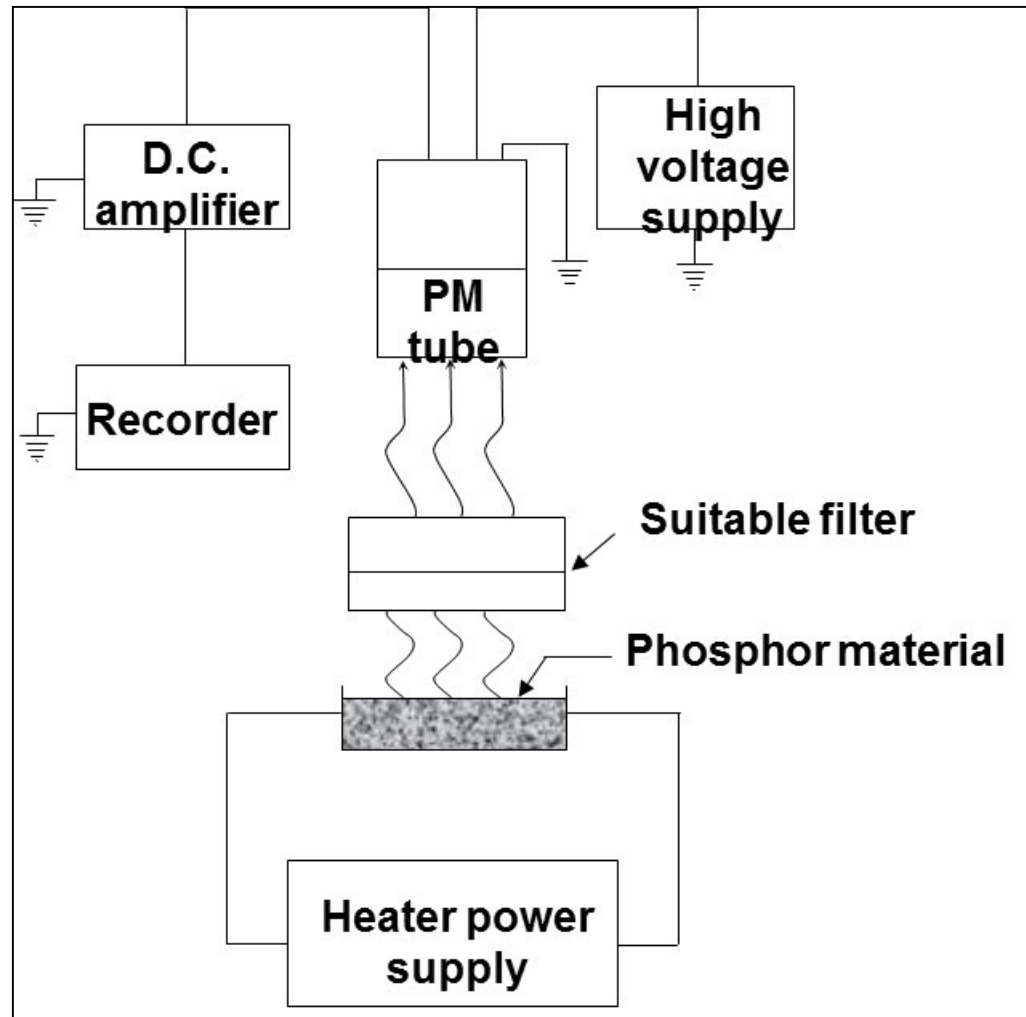 D.C.
amplifier
High
voltage
supply
PM
tube
Recorder
Suitable filter
Phosphor material
Heater power
supply